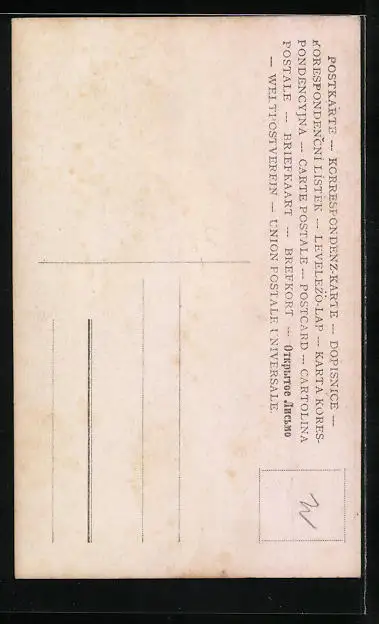 POSTKARTE — KORRESPONDENZ-KARTE — DOPISNICE —
KORESPONDENČNÍ LÍSTEK — LEVELEZŐ-LAP — KARTA KORES-
PONDENCYJNA — CARTE POSTALE — POSTCARD — CARTOLINA
POSTALE — BRIEFKAART — BREFKORT — Открытое Письмо
— WELTPOSTVEREIN — UNION POSTALE UNIVERSALE.